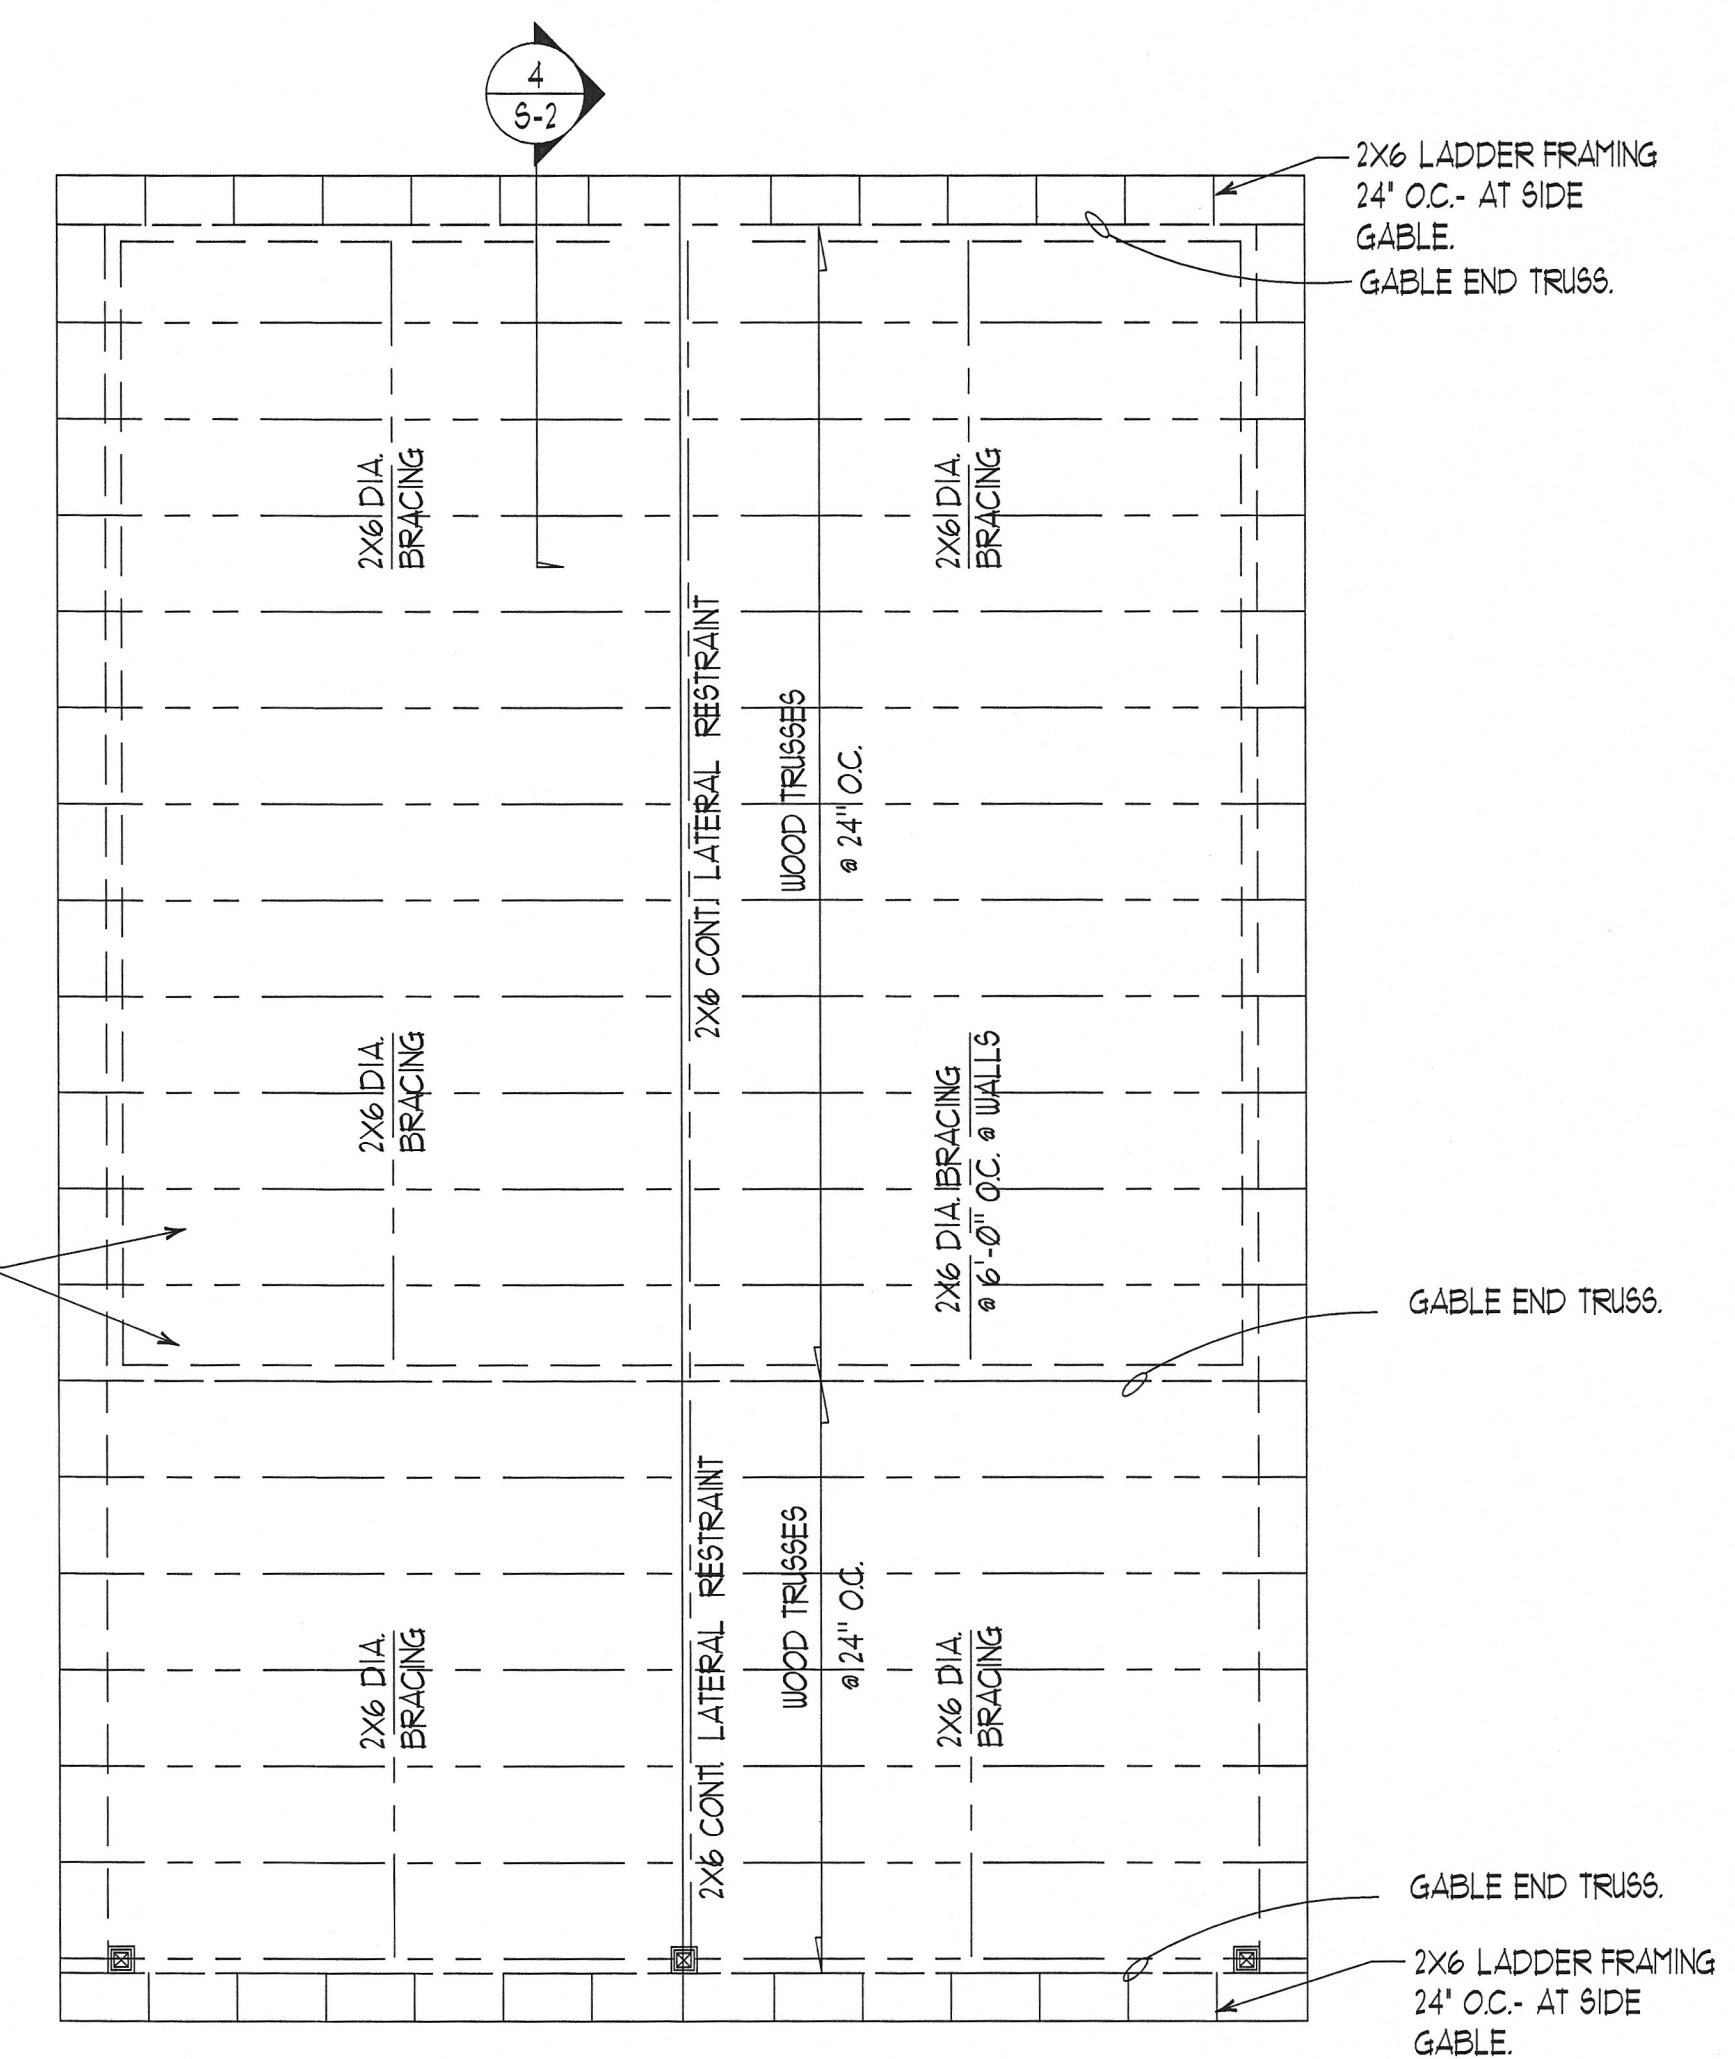 4
S-2
2X6 LADDER FRAMING
24" O.C.- AT SIDE
GABLE.
GABLE END TRUSS.
2X6 DIA.
BRACING
2X6 DIA.
BRACING
2X6 CONT. LATERAL RESTRAINT
WOOD TRUSSES
@ 24" O.C.
2X6 DIA.
BRACING
2X6 DIA. BRACING
@ 6'-0" O.C. @ WALLS
GABLE END TRUSS.
2X6 CONT. LATERAL RESTRAINT
WOOD TRUSSES
@ 24" O.C.
2X6 DIA.
BRACING
2X6 DIA.
BRACING
GABLE END TRUSS.
2X6 LADDER FRAMING
24" O.C.- AT SIDE
GABLE.